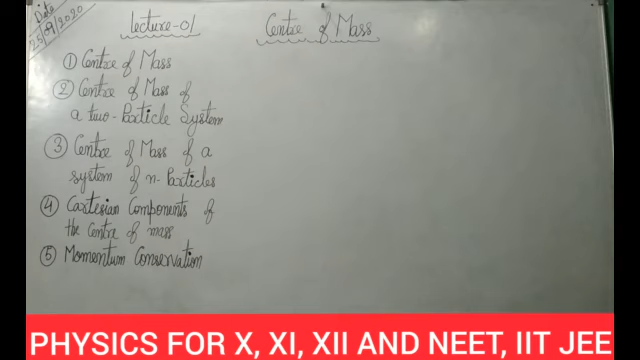 Date
25/09/2020
Lecture-01
Centre of Mass
① Centre of Mass
② Centre of Mass of
a two-Particle System
③ Centre of Mass of a
system of n-Particles
④ Cartesian Components of
the Centre of mass
⑤ Momentum Conservation
PHYSICS FOR X, XI, XII AND NEET, IIT JEE